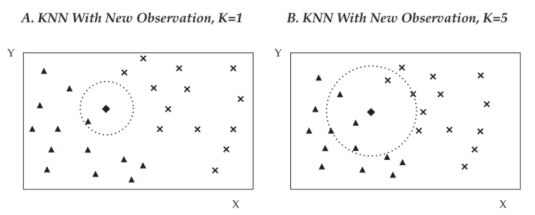 A. KNN With New Observation, K=1
B. KNN With New Observation, K=5
Y
Y
X
X